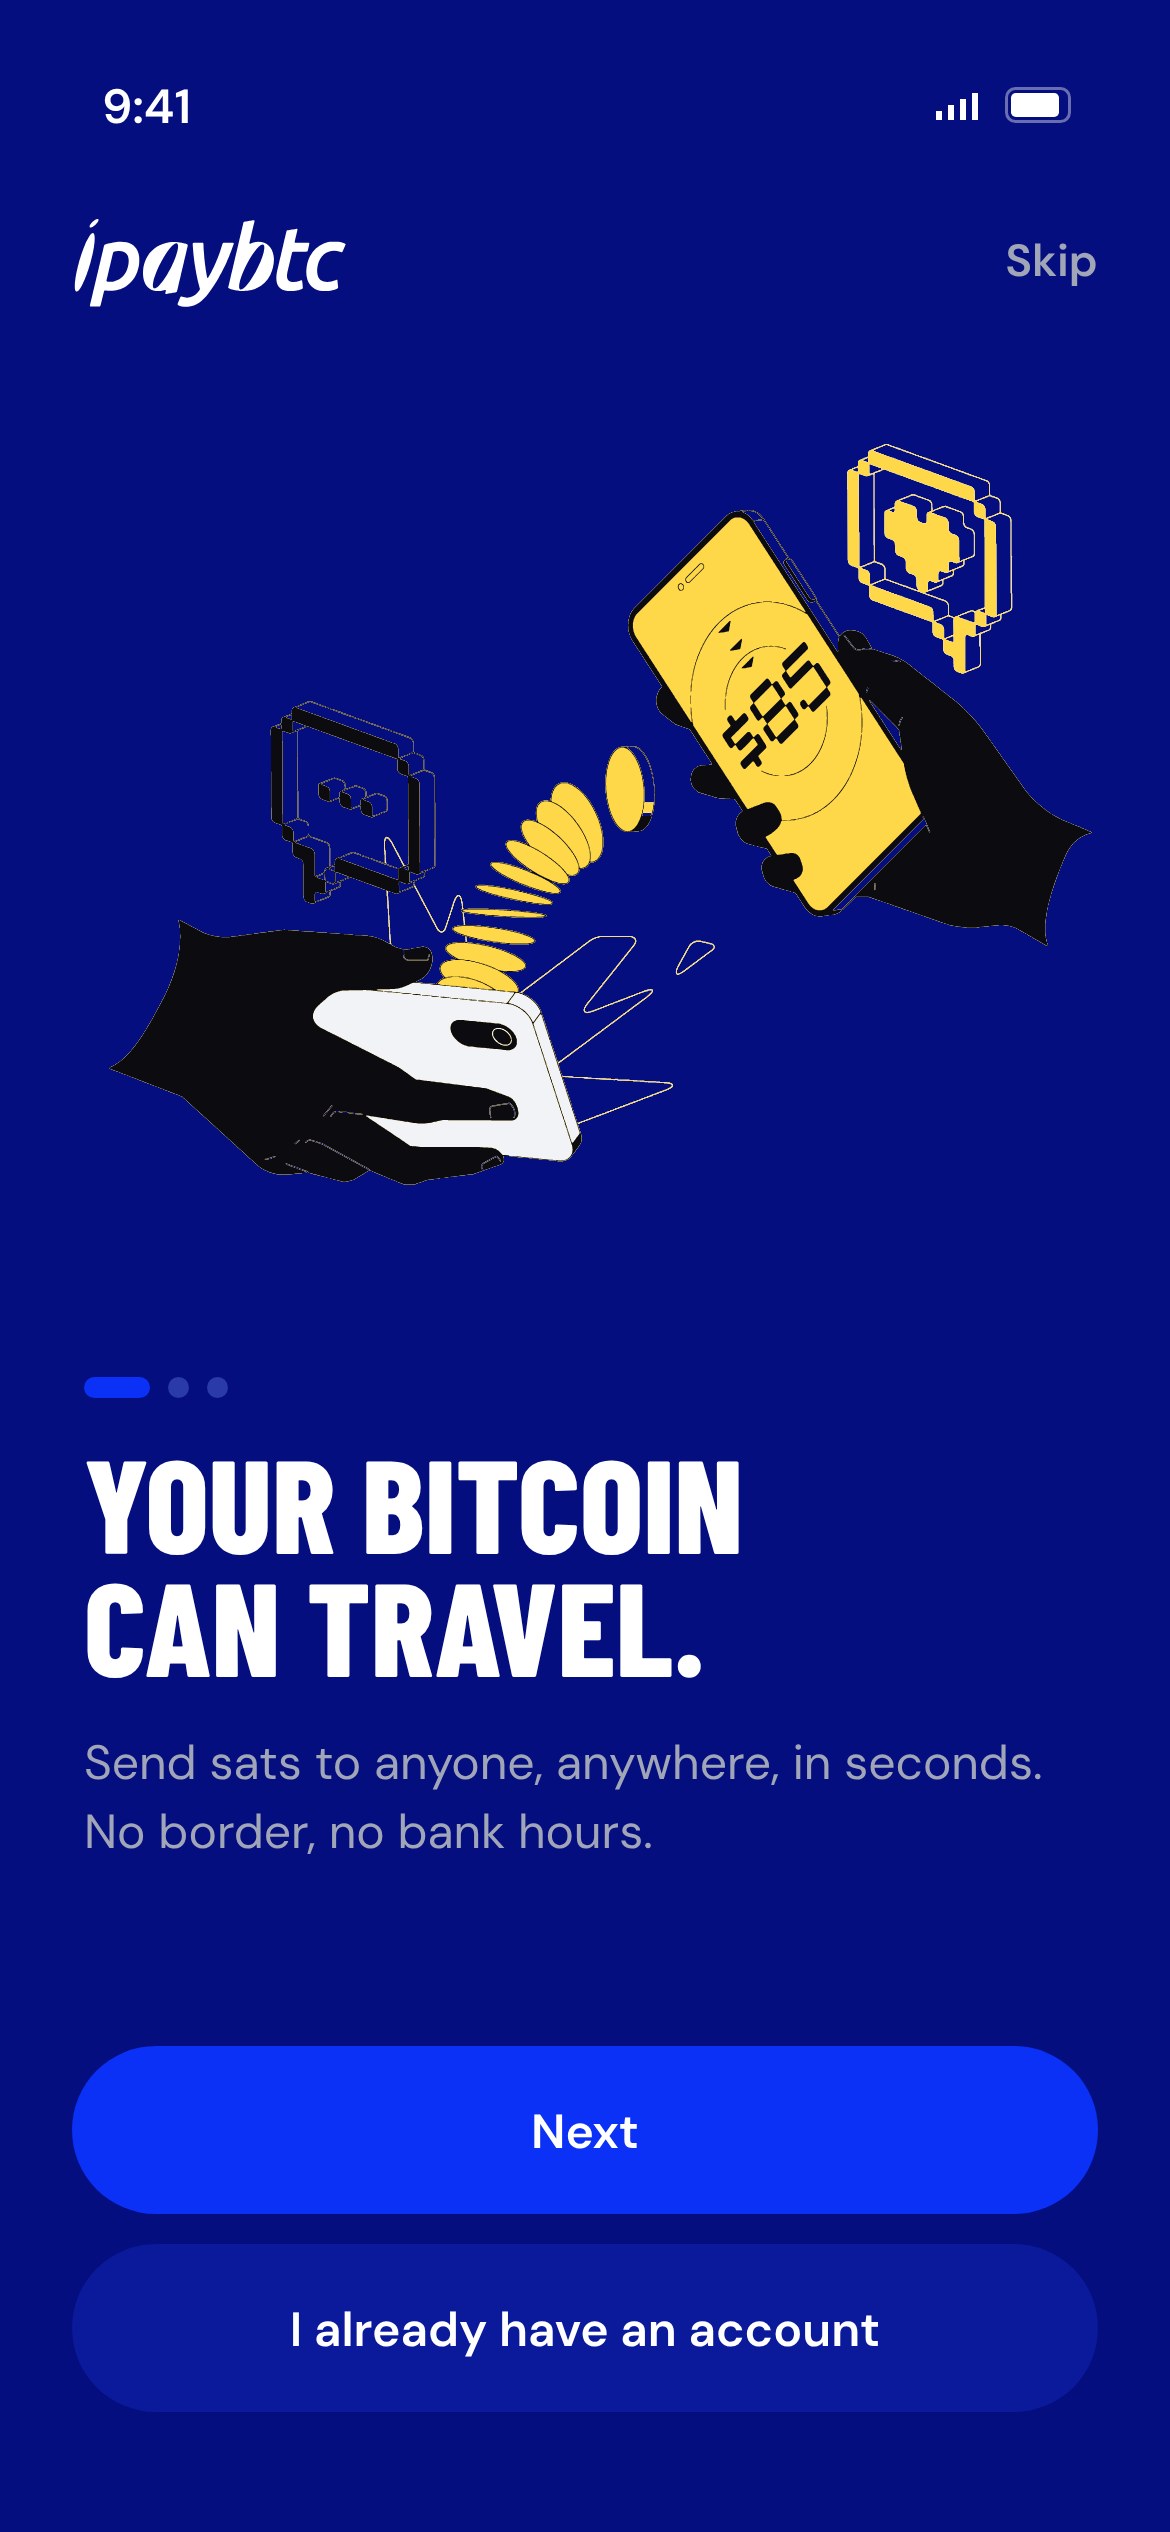 9:41
ipaybtc
Skip
$85
YOUR BITCOIN
CAN TRAVEL.
Send sats to anyone, anywhere, in seconds.
No border, no bank hours.
Next
I already have an account